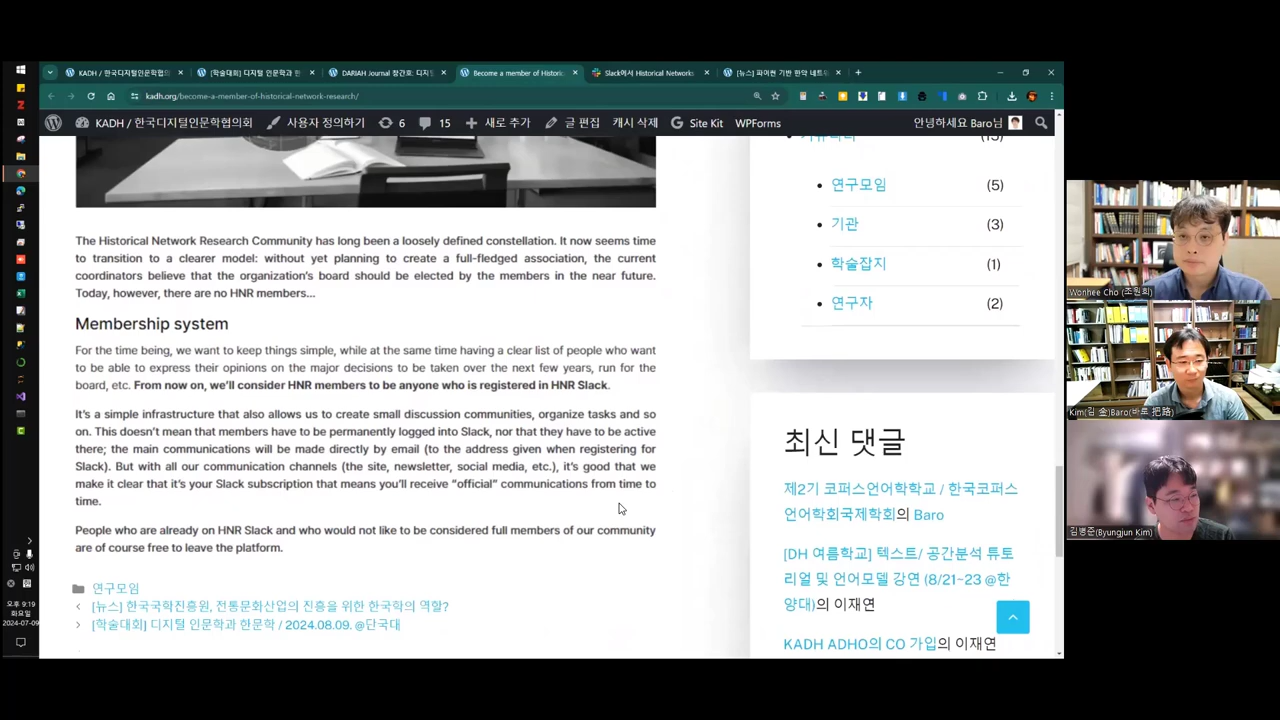 KADH / 한국디지털인문학협의
[학술대회] 디지털 인문학과 한
DARIAH Journal 창간호: 디지
Become a member of Historic
Slack에서 Historical Networks
[뉴스] 파이썬 기반 한약 네트
kadh.org/become-a-member-of-historical-network-research/
KADH / 한국디지털인문학협의회
사용자 정의하기
6
15
새로 추가
글 편집
캐시 삭제
Site Kit
WPForms
안녕하세요 Baro님
The Historical Network Research Community has long been a loosely defined constellation. It now seems time
to transition to a clearer model: without yet planning to create a full-fledged association, the current
coordinators believe that the organization's board should be elected by the members in the near future.
Today, however, there are no HNR members...
Membership system
For the time being, we want to keep things simple, while at the same time having a clear list of people who want
to be able to express their opinions on the major decisions to be taken over the next few years, run for the
board, etc. From now on, we'll consider HNR members to be anyone who is registered in HNR Slack.
It's a simple infrastructure that also allows us to create small discussion communities, organize tasks and so
on. This doesn't mean that members have to be permanently logged into Slack, nor that they have to be active
there; the main communications will be made directly by email (to the address given when registering for
Slack). But with all our communication channels (the site, newsletter, social media, etc.), it's good that we
make it clear that it's your Slack subscription that means you'll receive "official" communications from time to
time.
People who are already on HNR Slack and who would not like to be considered full members of our community
are of course free to leave the platform.
연구모임
[뉴스] 한국국학진흥원, 전통문화산업의 진흥을 위한 한국학의 역할?
[학술대회] 디지털 인문학과 한문학 / 2024.08.09. @단국대
연구모임 (5)
기관 (3)
학술잡지 (1)
연구자 (2)
최신 댓글
제2기 코퍼스언어학학교 / 한국코퍼스
언어학회국제학회의 Baro
[DH 여름학교] 텍스트/ 공간분석 튜토
리얼 및 언어모델 강연 (8/21~23 @한
양대)의 이재연
KADH ADHO의 CO 가입의 이재연
오후 9:19
화요일
2024-07-09
Wonhee Cho (조원희)
Kim(김 金)Baro(바로 把路)
김병준(Byungjun Kim)